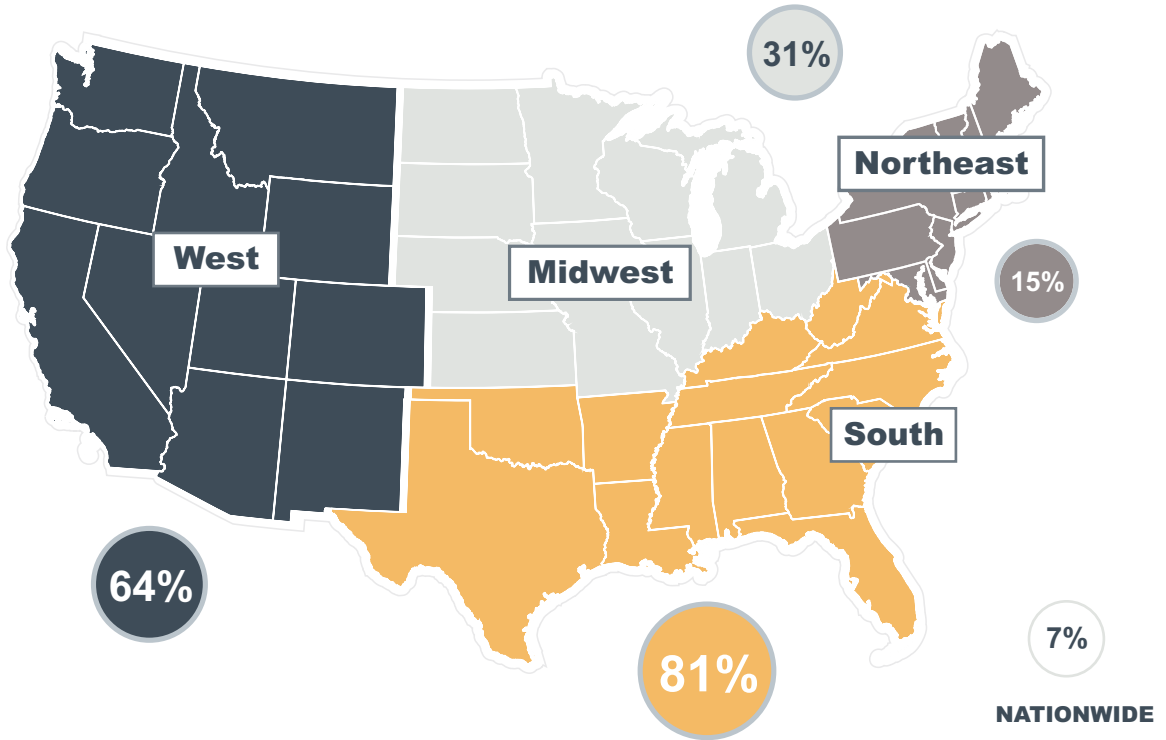 31%
Northeast
West
Midwest
15%
South
64%
81%
7%
NATIONWIDE